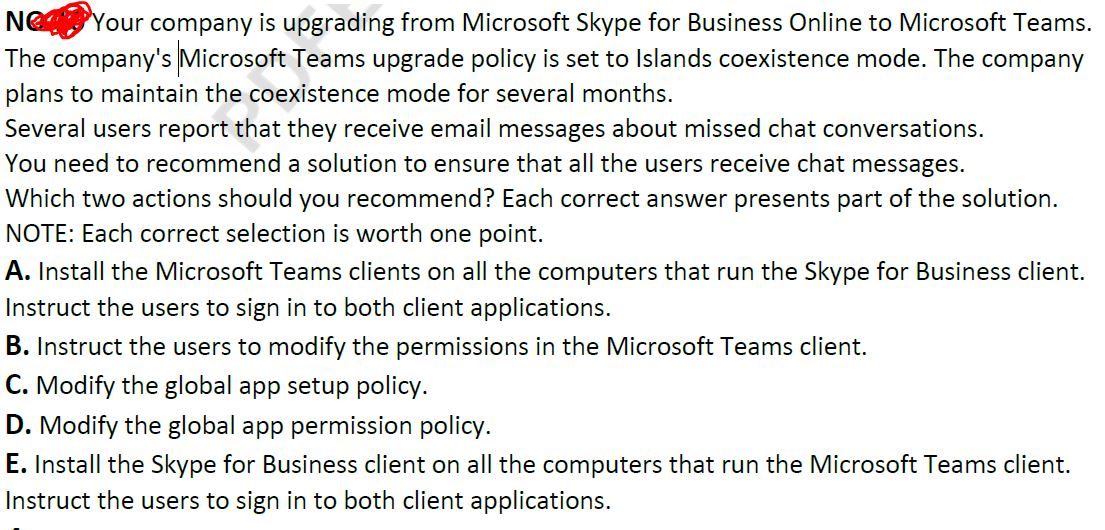 Your company is upgrading from Microsoft Skype for Business Online to Microsoft Teams.
The company's Microsoft Teams upgrade policy is set to Islands coexistence mode. The company
plans to maintain the coexistence mode for several months.
Several users report that they receive email messages about missed chat conversations.
You need to recommend a solution to ensure that all the users receive chat messages.
Which two actions should you recommend? Each correct answer presents part of the solution.
NOTE: Each correct selection is worth one point.
A. Install the Microsoft Teams clients on all the computers that run the Skype for Business client.
Instruct the users to sign in to both client applications.
B. Instruct the users to modify the permissions in the Microsoft Teams client.
C. Modify the global app setup policy.
D. Modify the global app permission policy.
E. Install the Skype for Business client on all the computers that run the Microsoft Teams client.
Instruct the users to sign in to both client applications.